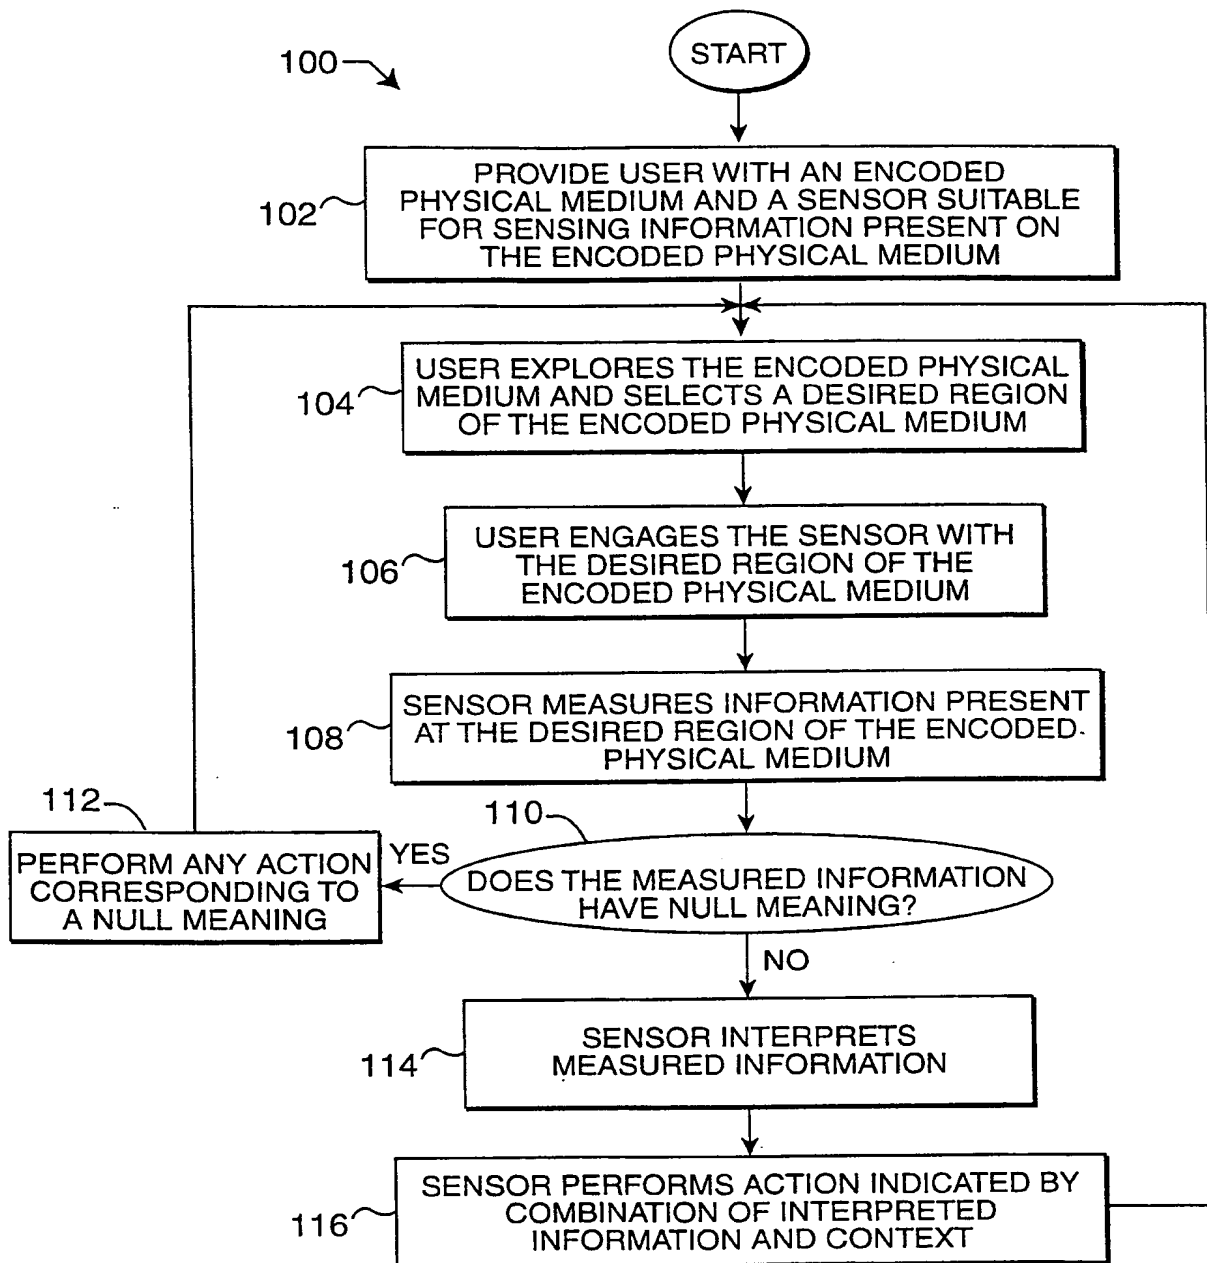 START
100
PROVIDE USER WITH AN ENCODED
PHYSICAL MEDIUM AND A SENSOR SUITABLE
FOR SENSING INFORMATION PRESENT ON
THE ENCODED PHYSICAL MEDIUM
102
USER EXPLORES THE ENCODED PHYSICAL
MEDIUM AND SELECTS A DESIRED REGION
OF THE ENCODED PHYSICAL MEDIUM
104
USER ENGAGES THE SENSOR WITH
THE DESIRED REGION OF THE
ENCODED PHYSICAL MEDIUM
106
SENSOR MEASURES INFORMATION PRESENT
AT THE DESIRED REGION OF THE ENCODED
PHYSICAL MEDIUM
108
110
DOES THE MEASURED INFORMATION
HAVE NULL MEANING?
YES
112
PERFORM ANY ACTION
CORRESPONDING TO
A NULL MEANING
NO
SENSOR INTERPRETS
MEASURED INFORMATION
114
SENSOR PERFORMS ACTION INDICATED BY
COMBINATION OF INTERPRETED
INFORMATION AND CONTEXT
116